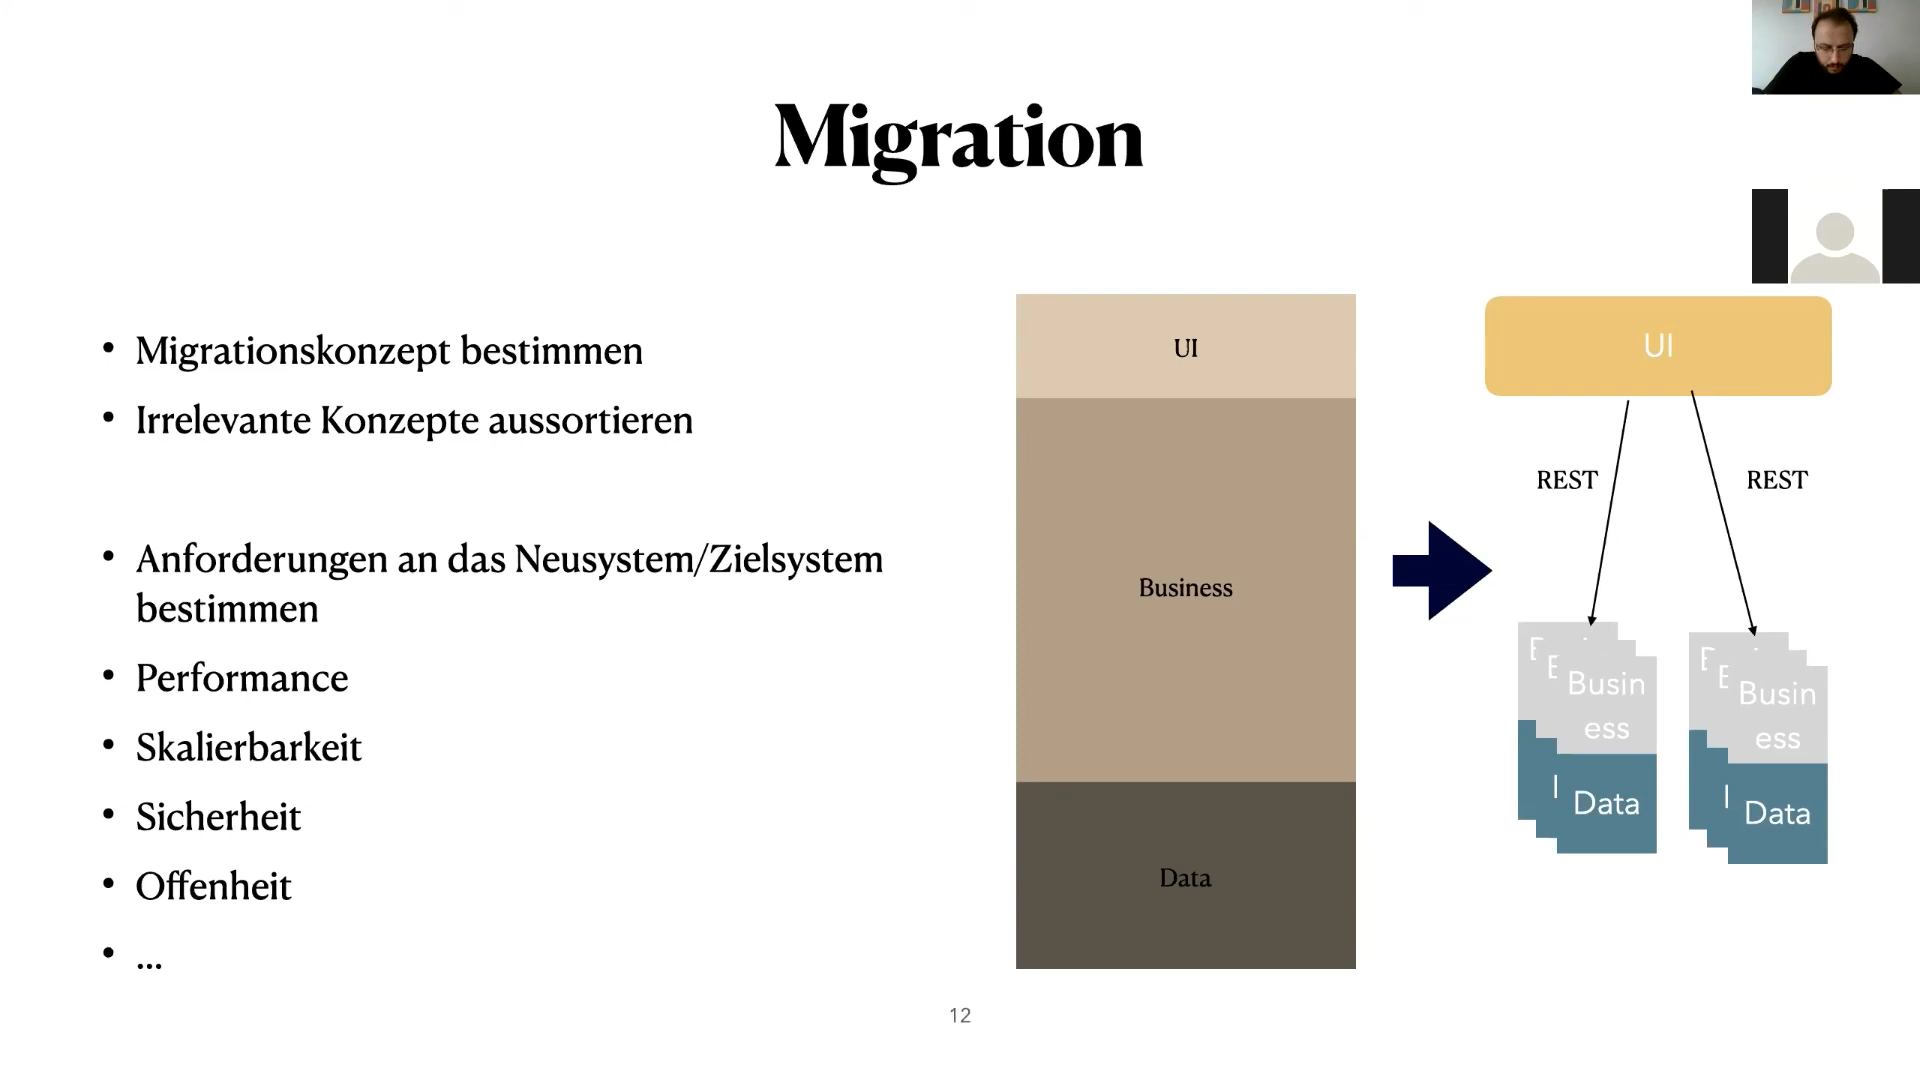 Migration
• Migrationskonzept bestimmen
• Irrelevante Konzepte aussortieren
• Anforderungen an das Neusystem/Zielsystem
bestimmen
• Performance
• Skalierbarkeit
• Sicherheit
• Offenheit
• ...
UI
Business
Data
UI
REST
REST
Busin
ess
Data
Busin
ess
Data
12